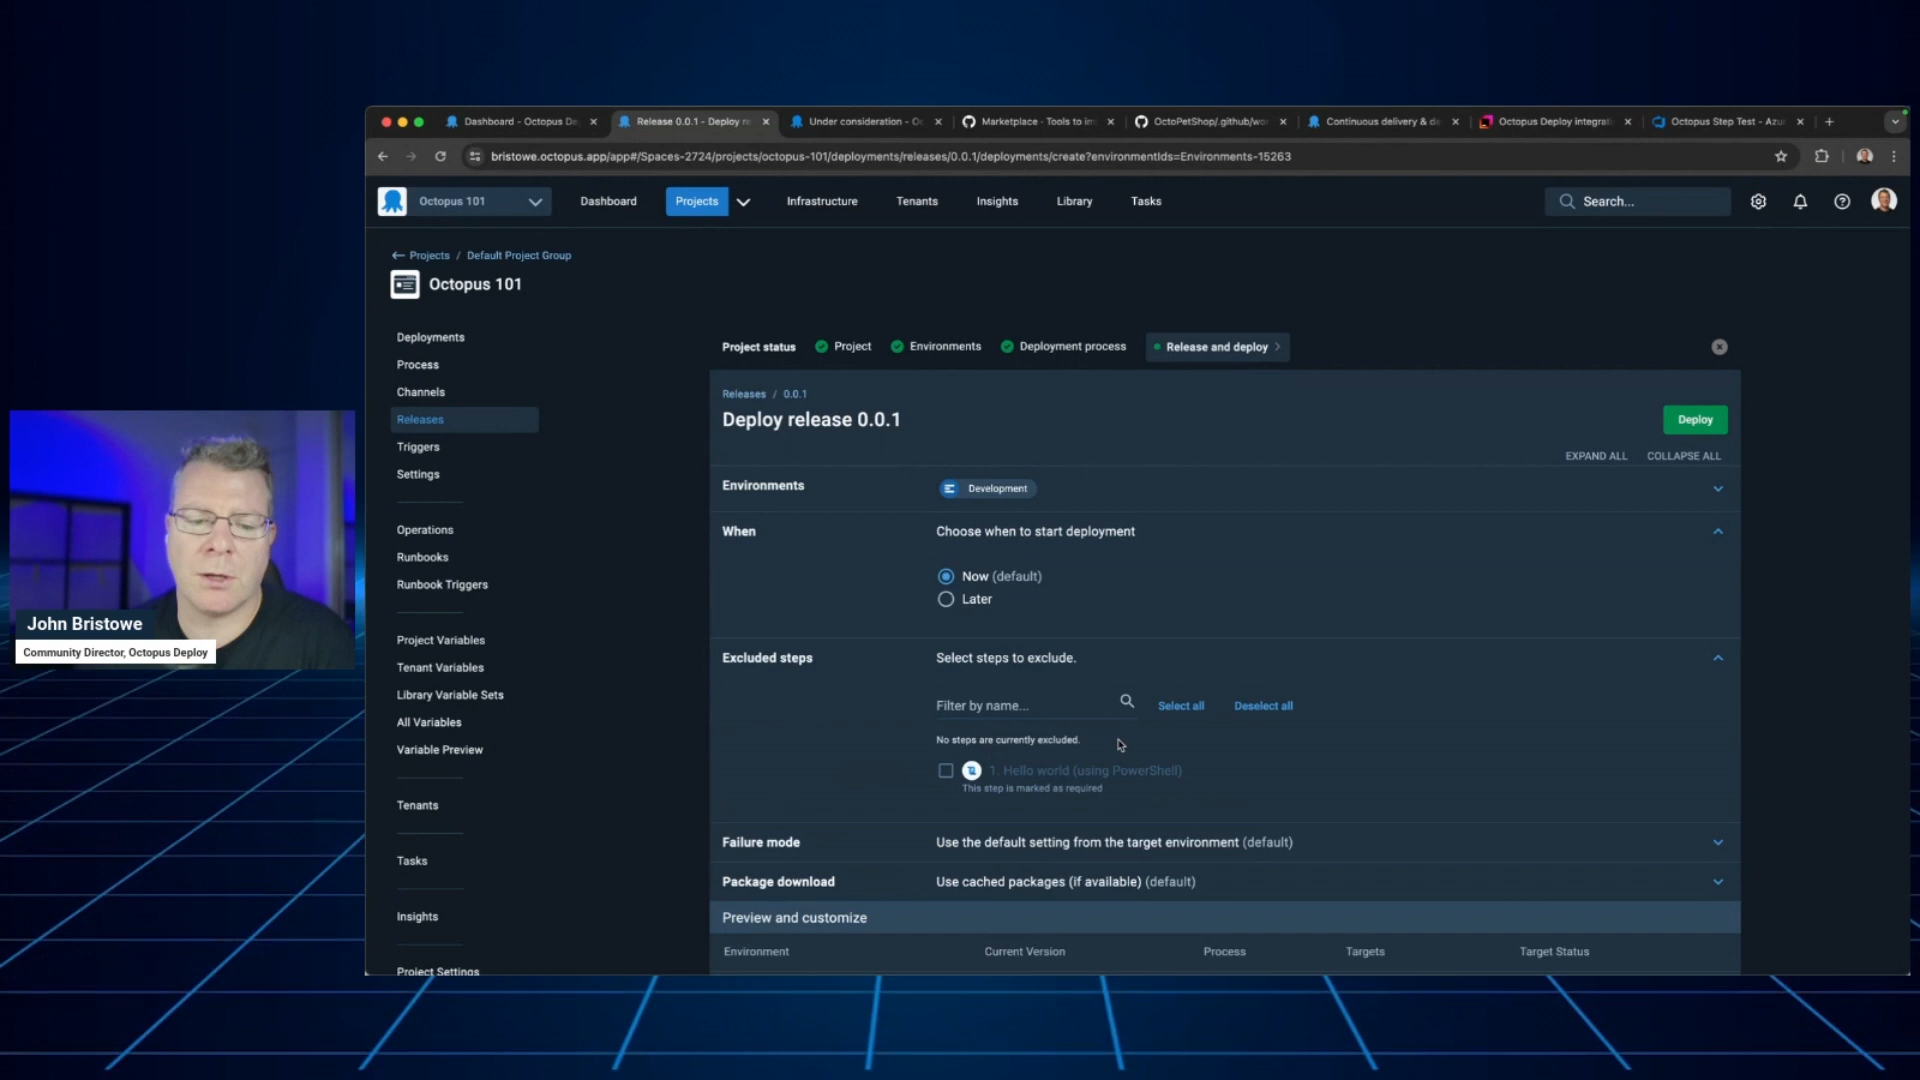 Dashboard - Octopus De
Release 0.0.1 - Deploy re
Under consideration - Oc
Marketplace - Tools to im
OctoPetShop/.github/wor
Continuous delivery & de
Octopus Deploy integrati
Octopus Step Test - Azu
bristowe.octopus.app/app#/Spaces-2724/projects/octopus-101/deployments/releases/0.0.1/deployments/create?environmentIds=Environments-15263
Octopus 101
Dashboard
Projects
Infrastructure
Tenants
Insights
Library
Tasks
Search...
← Projects / Default Project Group
Octopus 101
Deployments
Process
Channels
Releases
Triggers
Settings
Operations
Runbooks
Runbook Triggers
Project Variables
Tenant Variables
Library Variable Sets
All Variables
Variable Preview
Tenants
Tasks
Insights
Project Settings
Project status
Project
Environments
Deployment process
Release and deploy
Releases / 0.0.1
Deploy release 0.0.1
Deploy
EXPAND ALL
COLLAPSE ALL
Environments
Development
When
Choose when to start deployment
Now (default)
Later
Excluded steps
Select steps to exclude.
Filter by name...
Select all
Deselect all
No steps are currently excluded.
1. Hello world (using PowerShell)
This step is marked as required
Failure mode
Use the default setting from the target environment (default)
Package download
Use cached packages (if available) (default)
Preview and customize
Environment
Current Version
Process
Targets
Target Status
John Bristowe
Community Director, Octopus Deploy